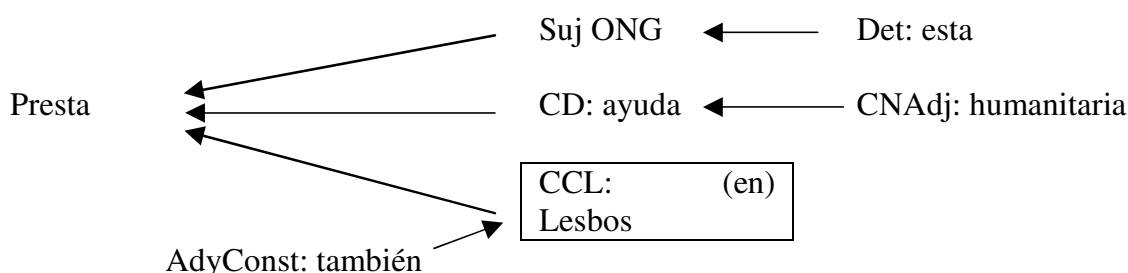 Suj ONG Det: esta
Presta CD: ayuda CNAdj: humanitaria
CCL: (en)
Lesbos
AdyConst: también